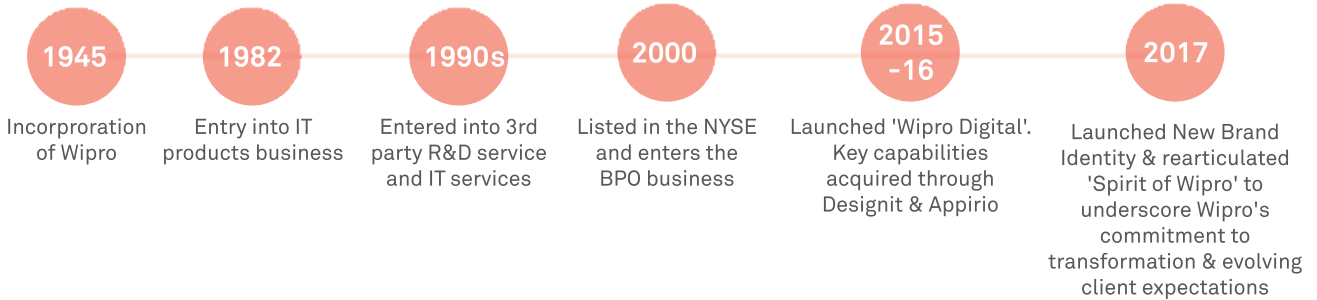 1945
Incorproration
of Wipro
1982
Entry into IT
products business
1990s
Entered into 3rd
party R&D service
and IT services
2000
Listed in the NYSE
and enters the
BPO business
2015
-16
Launched 'Wipro Digital'.
Key capabilities
acquired through
Designit & Appirio
2017
Launched New Brand
Identity & rearticulated
'Spirit of Wipro' to
underscore Wipro's
commitment to
transformation & evolving
client expectations